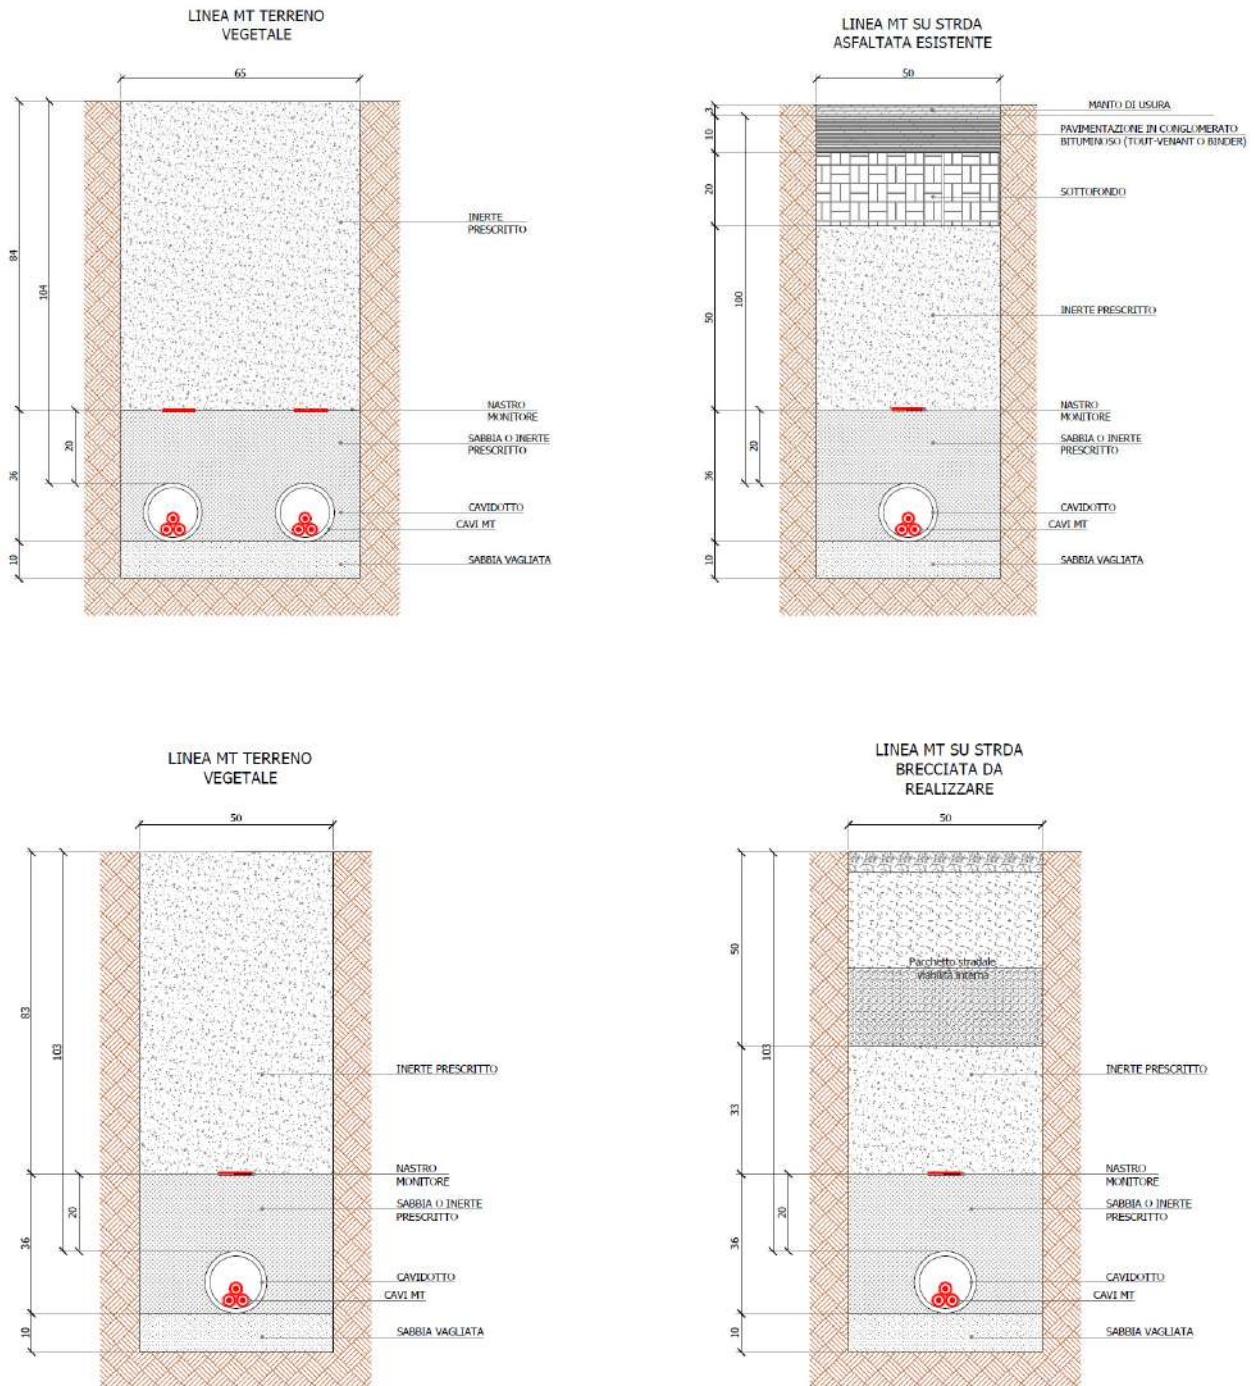 LINEA MT TERRENO
VEGETALE
65
84
104
20
36
10
INERTE
PRESCRITTO
NASTRO
MONITORE
SABBIA O INERTE
PRESCRITTO
CAVIDOTTO
CAVI MT
SABBIA VAGLIATA
LINEA MT SU STRDA
ASFALTATA ESISTENTE
50
3
10
20
50
100
20
36
10
MANTO DI USURA
PAVIMENTAZIONE IN CONGLOMERATO
BITUMINOSO (TOUT-VENANT O BINDER)
SOTTOFONDO
INERTE PRESCRITTO
NASTRO
MONITORE
SABBIA O INERTE
PRESCRITTO
CAVIDOTTO
CAVI MT
SABBIA VAGLIATA
LINEA MT TERRENO
VEGETALE
50
83
103
20
36
10
INERTE PRESCRITTO
NASTRO
MONITORE
SABBIA O INERTE
PRESCRITTO
CAVIDOTTO
CAVI MT
SABBIA VAGLIATA
LINEA MT SU STRDA
BRECCIATA DA
REALIZZARE
50
50
103
33
20
36
10
Parchetto stradale
viabilità interna
INERTE PRESCRITTO
NASTRO
MONITORE
SABBIA O INERTE
PRESCRITTO
CAVIDOTTO
CAVI MT
SABBIA VAGLIATA